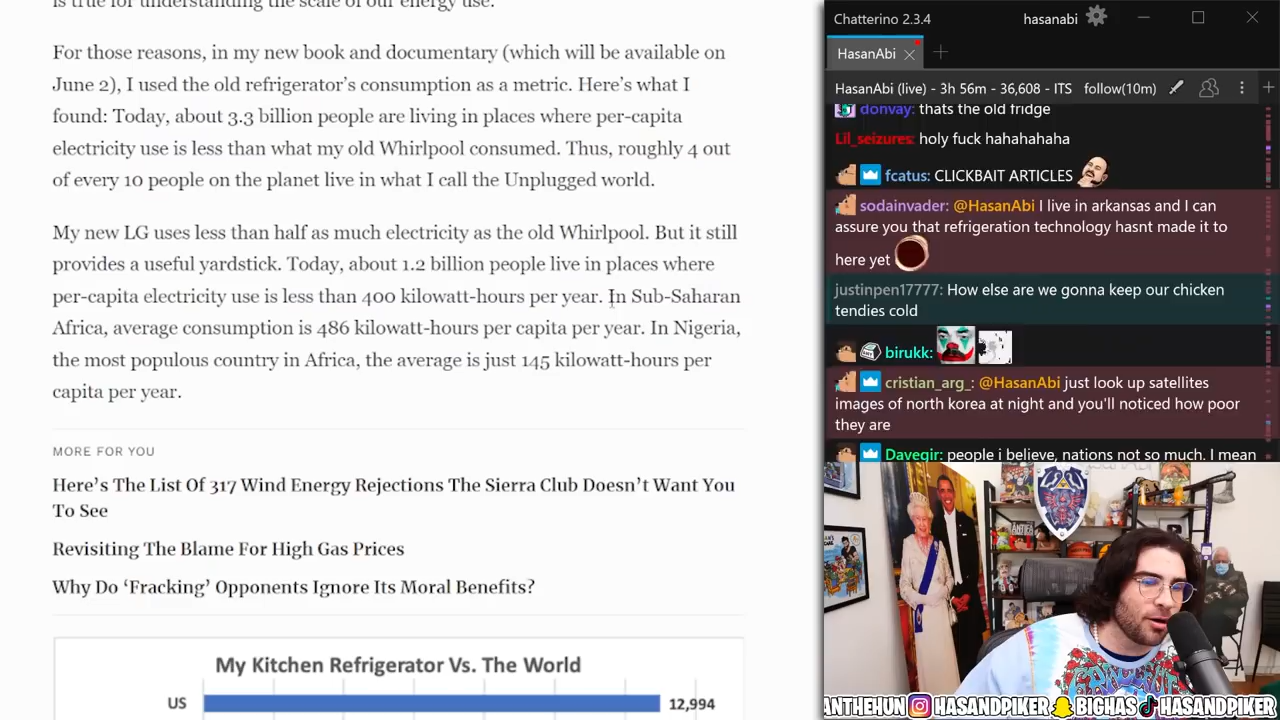 is true for understanding the scale of our energy use.
For those reasons, in my new book and documentary (which will be available on
June 2), I used the old refrigerator's consumption as a metric. Here's what I
found: Today, about 3.3 billion people are living in places where per-capita
electricity use is less than what my old Whirlpool consumed. Thus, roughly 4 out
of every 10 people on the planet live in what I call the Unplugged world.
My new LG uses less than half as much electricity as the old Whirlpool. But it still
provides a useful yardstick. Today, about 1.2 billion people live in places where
per-capita electricity use is less than 400 kilowatt-hours per year. In Sub-Saharan
Africa, average consumption is 486 kilowatt-hours per capita per year. In Nigeria,
the most populous country in Africa, the average is just 145 kilowatt-hours per
capita per year.
MORE FOR YOU
Here's The List Of 317 Wind Energy Rejections The Sierra Club Doesn't Want You
To See
Revisiting The Blame For High Gas Prices
Why Do 'Fracking' Opponents Ignore Its Moral Benefits?
My Kitchen Refrigerator Vs. The World
US 12,994
Chatterino 2.3.4 hasanabi
HasanAbi
HasanAbi (live) - 3h 56m - 36,608 - ITS follow(10m)
donvay: thats the old fridge
Lil_seizures: holy fuck hahahahaha
fcatus: CLICKBAIT ARTICLES
sodainvader: @HasanAbi I live in arkansas and I can
assure you that refrigeration technology hasnt made it to
here yet
justinpen17777: How else are we gonna keep our chicken
tendies cold
birukk:
cristian_arg_: @HasanAbi just look up satellites
images of north korea at night and you'll noticed how poor
they are
Davegir: people i believe, nations not so much. I mean
ANTIFA
ANTHEHUN HASANDPIKER BIGHAS HASANDPIKER